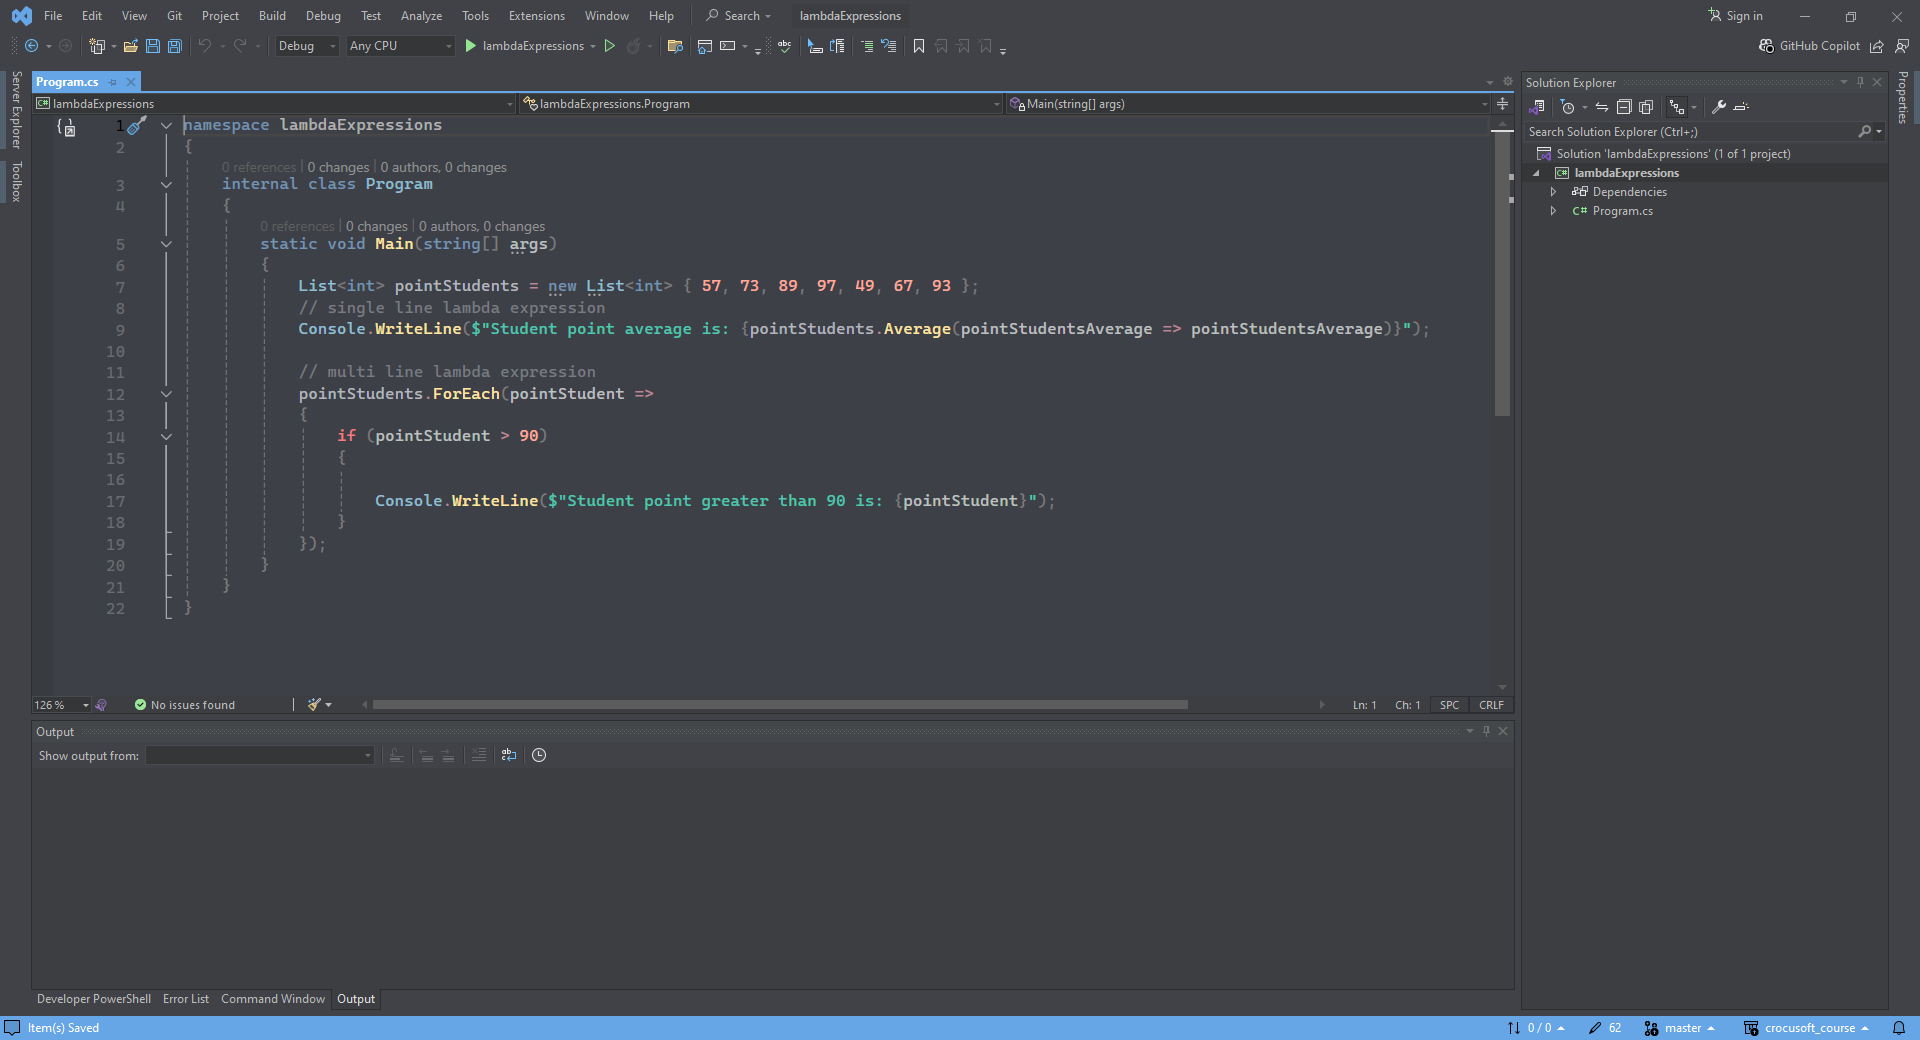 File Edit View Git Project Build Debug Test Analyze Tools Extensions Window Help Search lambdaExpressions Sign in
Debug Any CPU lambdaExpressions GitHub Copilot
Server Explorer
Toolbox
Program.cs
lambdaExpressions lambdaExpressions.Program Main(string[] args)
1 namespace lambdaExpressions
2 {
0 references | 0 changes | 0 authors, 0 changes
3 internal class Program
4 {
0 references | 0 changes | 0 authors, 0 changes
5 static void Main(string[] args)
6 {
7 List<int> pointStudents = new List<int> { 57, 73, 89, 97, 49, 67, 93 };
8 // single line lambda expression
9 Console.WriteLine($"Student point average is: {pointStudents.Average(pointStudentsAverage => pointStudentsAverage)}");
10
11 // multi line lambda expression
12 pointStudents.ForEach(pointStudent =>
13 {
14 if (pointStudent > 90)
15 {
16
17 Console.WriteLine($"Student point greater than 90 is: {pointStudent}");
18 }
19 });
20 }
21 }
22 }
126 % No issues found Ln: 1 Ch: 1 SPC CRLF
Output
Show output from:
Developer PowerShell Error List Command Window Output
Solution Explorer
Search Solution Explorer (Ctrl+;)
Solution 'lambdaExpressions' (1 of 1 project)
lambdaExpressions
Dependencies
C# Program.cs
Properties
Item(s) Saved 0 / 0 62 master crocusoft_course